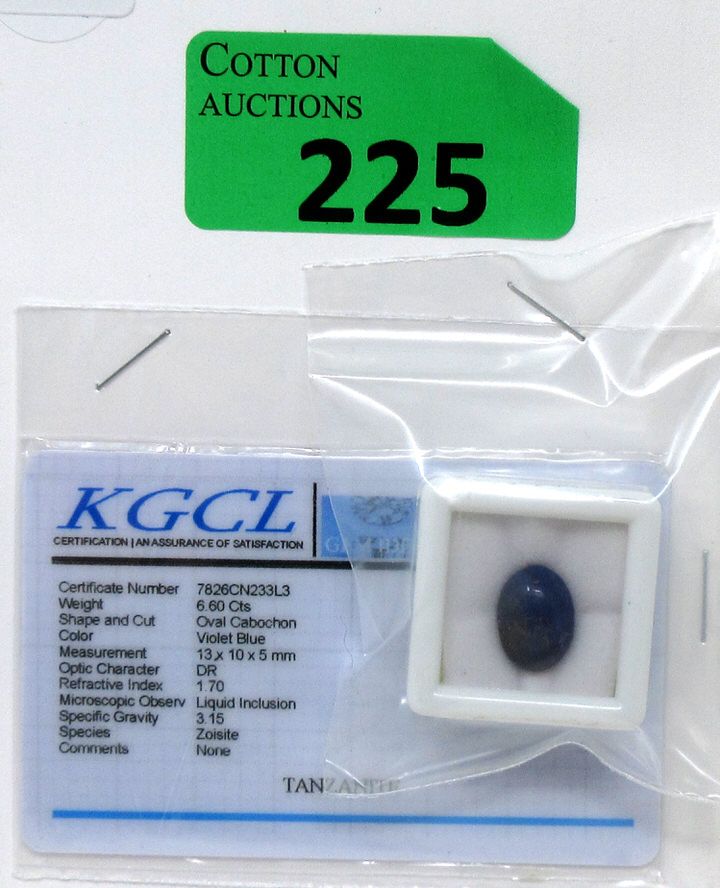 COTTON
AUCTIONS
225
KGCL
CERTIFICATION | AN ASSURANCE OF SATISFACTION
Certificate Number 7826CN233L3
Weight 6.60 Cts
Shape and Cut Oval Cabochon
Color Violet Blue
Measurement 13 x 10 x 5 mm
Optic Character DR
Refractive Index 1.70
Microscopic Observ Liquid Inclusion
Specific Gravity 3.15
Species Zoisite
Comments None
TANZANITE